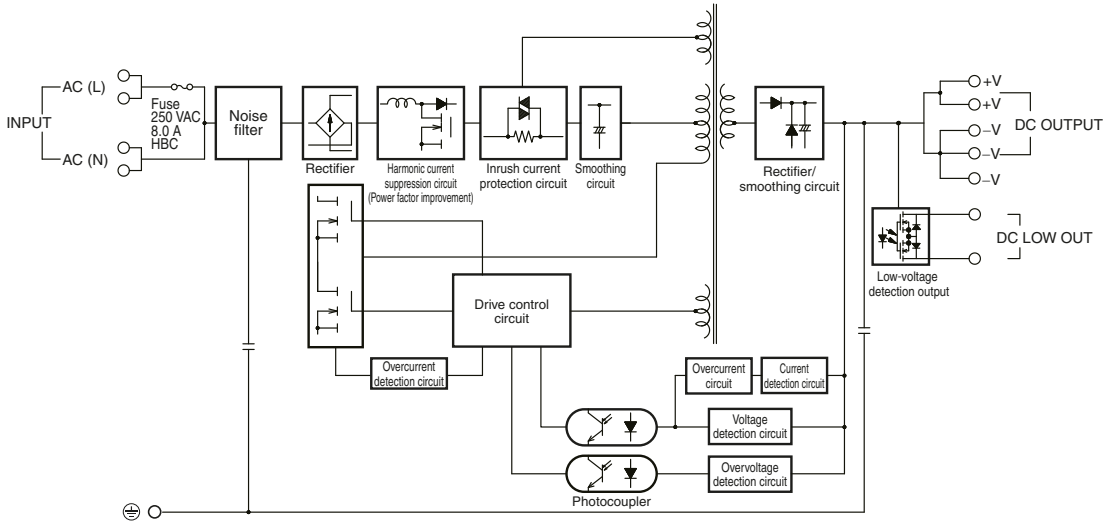 INPUT
AC (L)
AC (N)
Fuse
250 VAC
8.0 A
HBC
Noise
filter
Rectifier
Harmonic current
suppression circuit
(Power factor improvement)
Inrush current
protection circuit
Smoothing
circuit
Rectifier/
smoothing circuit
+V
+V
−V
−V
−V
DC OUTPUT
DC LOW OUT
Low-voltage
detection output
Drive control
circuit
Overcurrent
detection circuit
Overcurrent
circuit
Current
detection circuit
Voltage
detection circuit
Overvoltage
detection circuit
Photocoupler